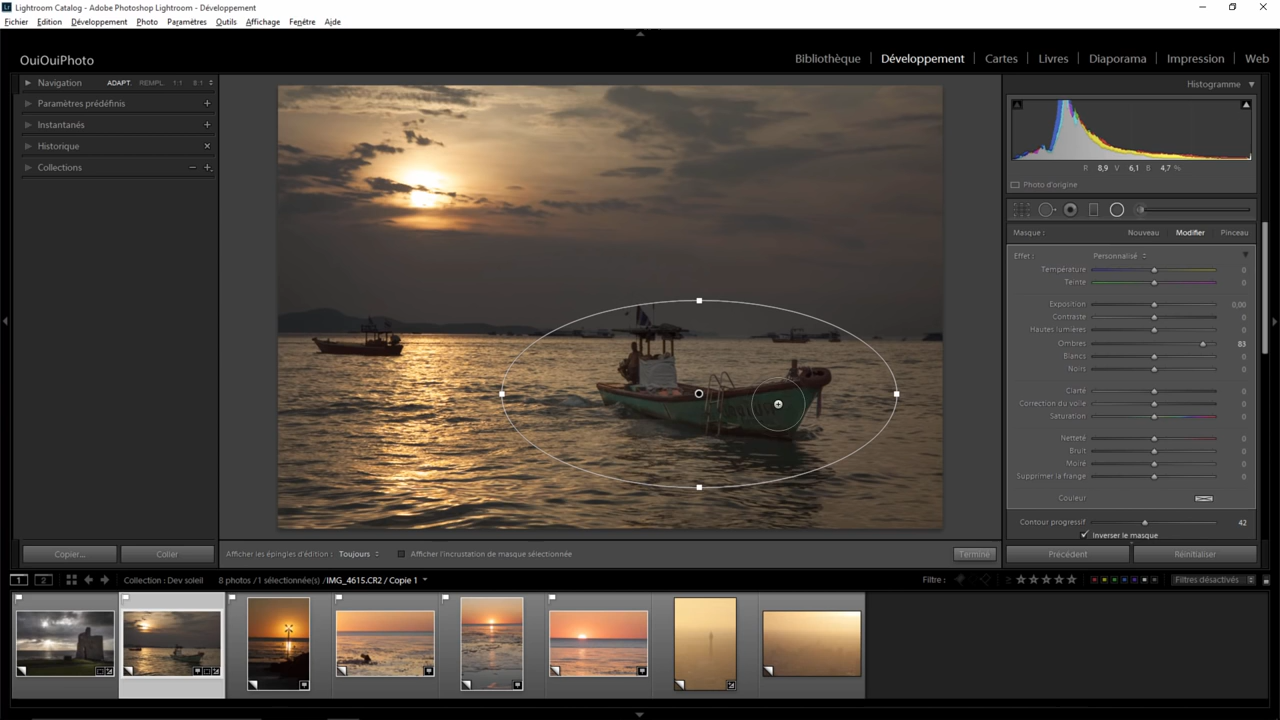 Lightroom Catalog - Adobe Photoshop Lightroom - Développement
Fichier Edition Développement Photo Paramètres Outils Affichage Fenêtre Aide
OuiOuiPhoto
Bibliothèque | Développement | Cartes | Livres | Diaporama | Impression | Web
Navigation ADAPT. REMPL. 1:1 8:1
Paramètres prédéfinis
Instantanés
Historique
Collections
Histogramme
R 8,9 V 6,1 B 4,7 %
Photo d'origine
Masque : Nouveau Modifier Pinceau
Effet : Personnalisé
Température 0
Teinte 0
Exposition 0,00
Contraste 0
Hautes lumières 0
Ombres 83
Blancs 0
Noirs 0
Clarté 0
Correction du voile 0
Saturation 0
Netteté 0
Bruit 0
Moiré 0
Supprimer la frange 0
Couleur
Contour progressif 42
Inverser le masque
Copier... Coller
Afficher les épingles d'édition : Toujours Afficher l'incrustation de masque sélectionnée Terminé
Précédent Réinitialiser
1 2 Collection : Dev soleil 8 photos /1 sélectionnée(s) /IMG_4615.CR2 / Copie 1 Filtre : Filtres désactivés